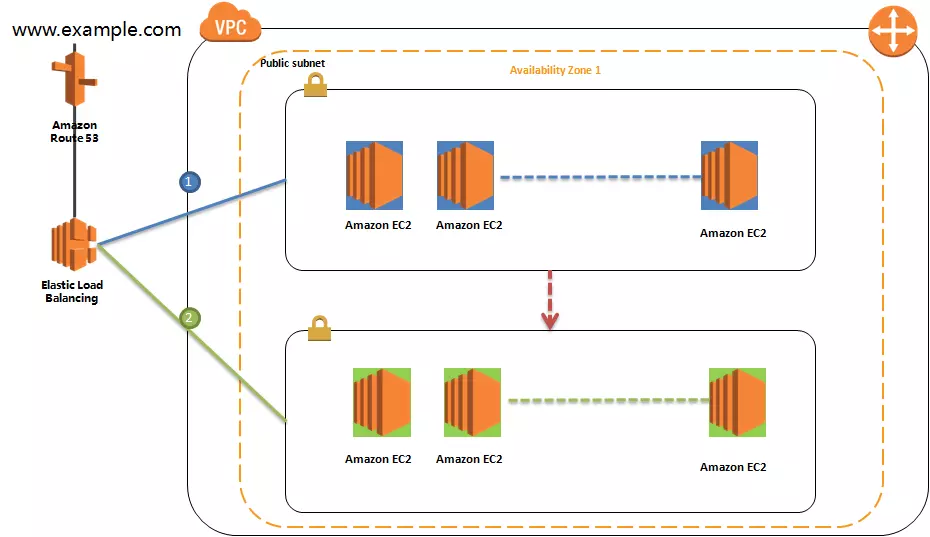 www.example.com
VPC
Public subnet
Availability Zone 1
Amazon
Route 53
1
Amazon EC2
Amazon EC2
Amazon EC2
Elastic Load
Balancing
2
Amazon EC2
Amazon EC2
Amazon EC2